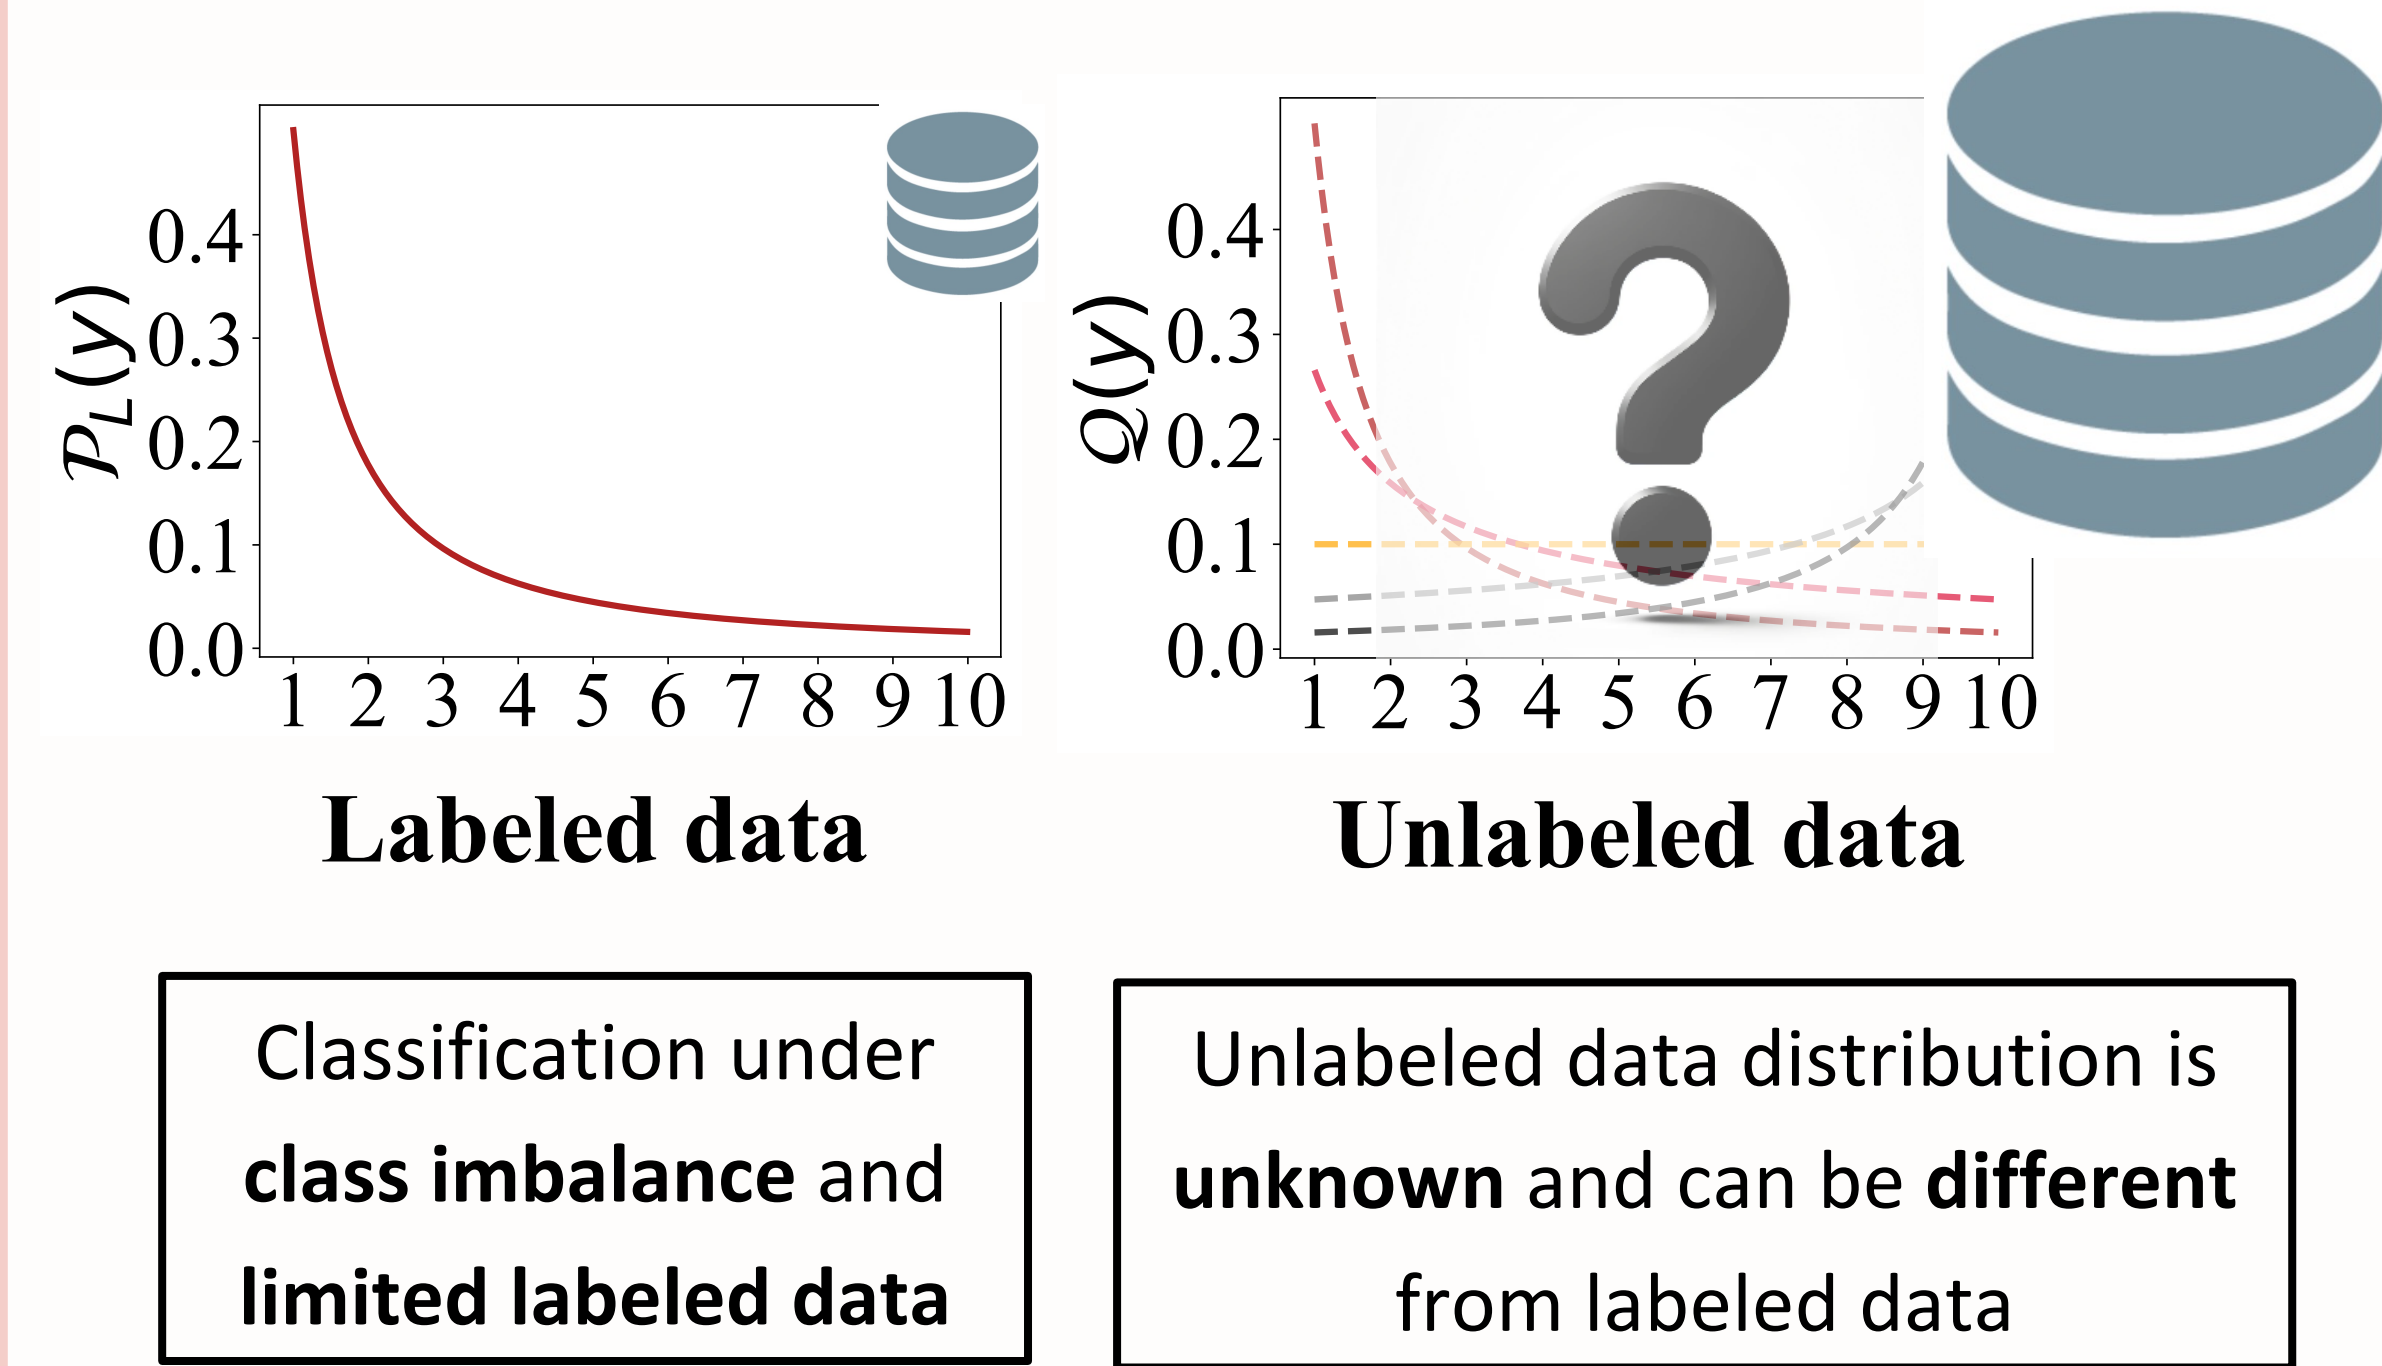 𝒫_L(y)
0.4
0.3
0.2
0.1
0.0
1 2 3 4 5 6 7 8 9 10
Labeled data
𝒬(y)
0.4
0.3
0.2
0.1
0.0
1 2 3 4 5 6 7 8 9 10
Unlabeled data
Classification under
class imbalance and
limited labeled data
Unlabeled data distribution is
unknown and can be different
from labeled data